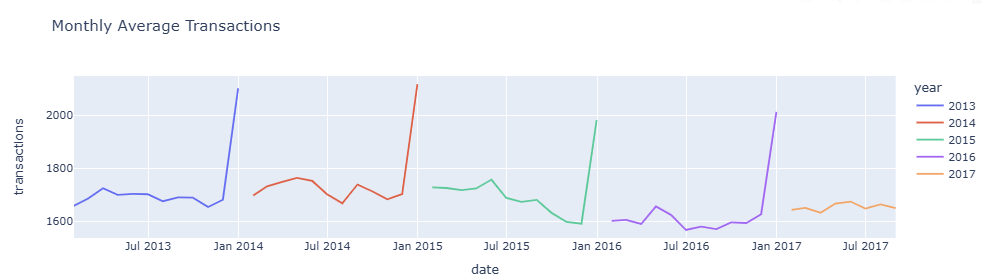 Monthly Average Transactions
transactions
2000
1800
1600
Jul 2013 Jan 2014 Jul 2014 Jan 2015 Jul 2015 Jan 2016 Jul 2016 Jan 2017 Jul 2017
date
year
2013
2014
2015
2016
2017